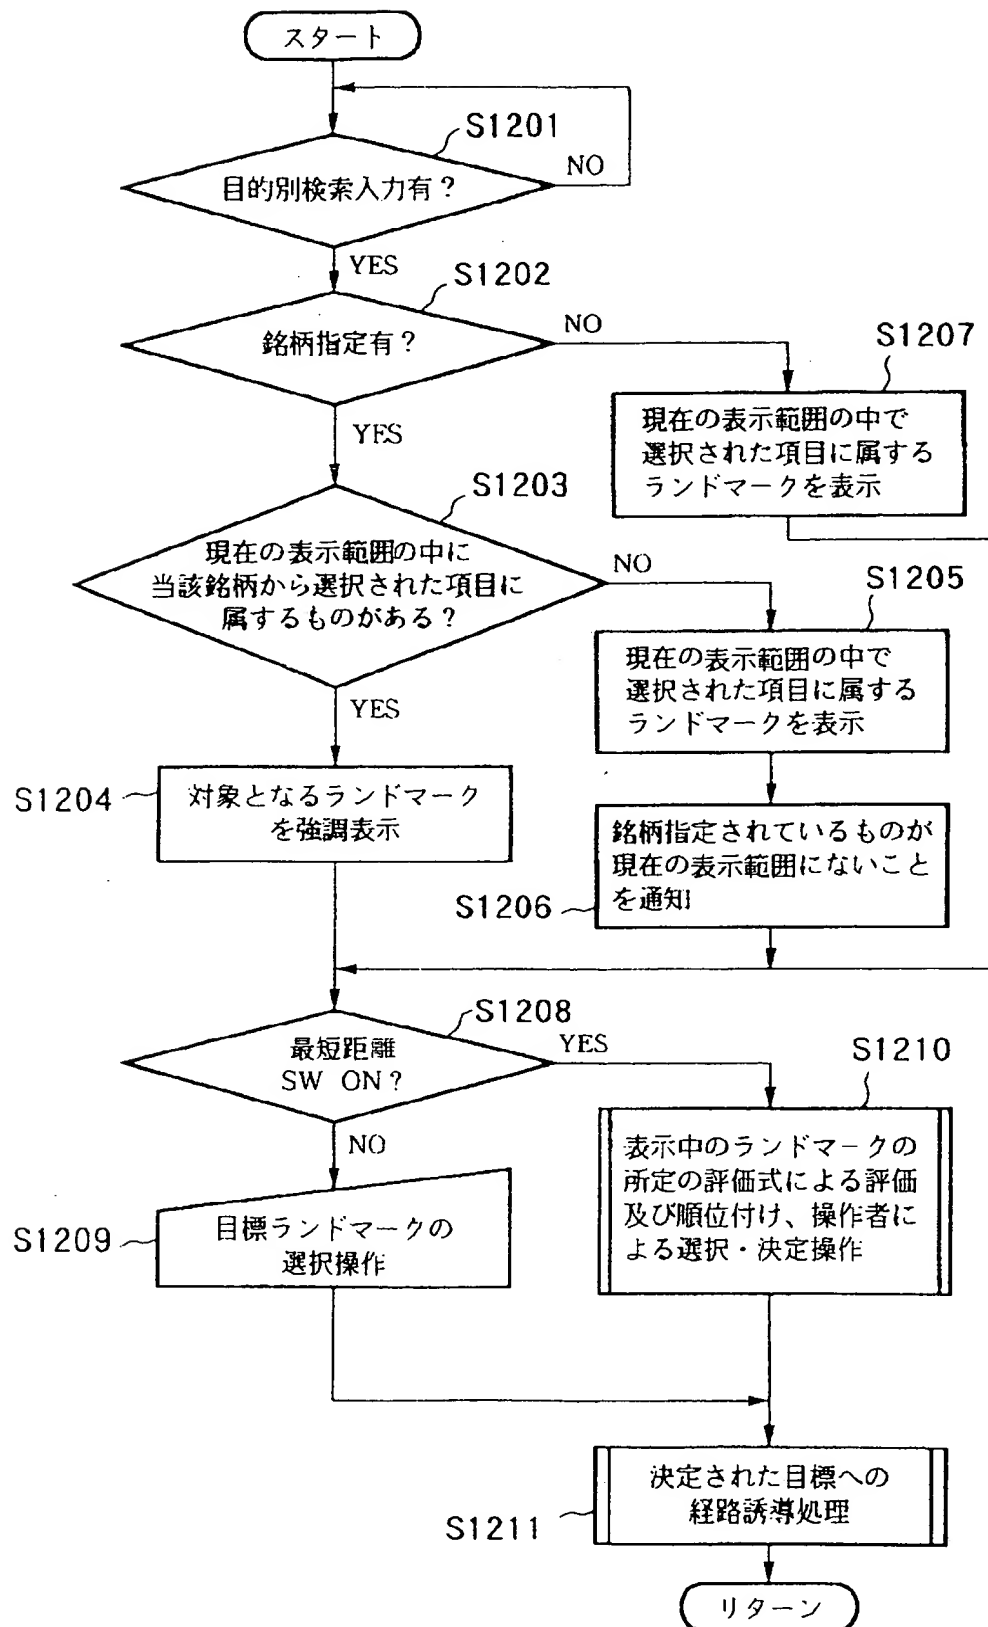 スタート
S1201
目的別検索入力有?
NO
YES
S1202
銘柄指定有?
NO
S1207
現在の表示範囲の中で
選択された項目に属する
ランドマークを表示
YES
S1203
現在の表示範囲の中に
当該銘柄から選択された項目に
属するものがある?
NO
S1205
現在の表示範囲の中で
選択された項目に属する
ランドマークを表示
YES
S1204
対象となるランドマーク
を強調表示
銘柄指定されているものが
現在の表示範囲にないこと
を通知
S1206
S1208
最短距離
SW ON?
YES
S1210
表示中のランドマークの
所定の評価式による評価
及び順位付け、操作者に
よる選択・決定操作
NO
S1209
目標ランドマークの
選択操作
決定された目標への
経路誘導処理
S1211
リターン